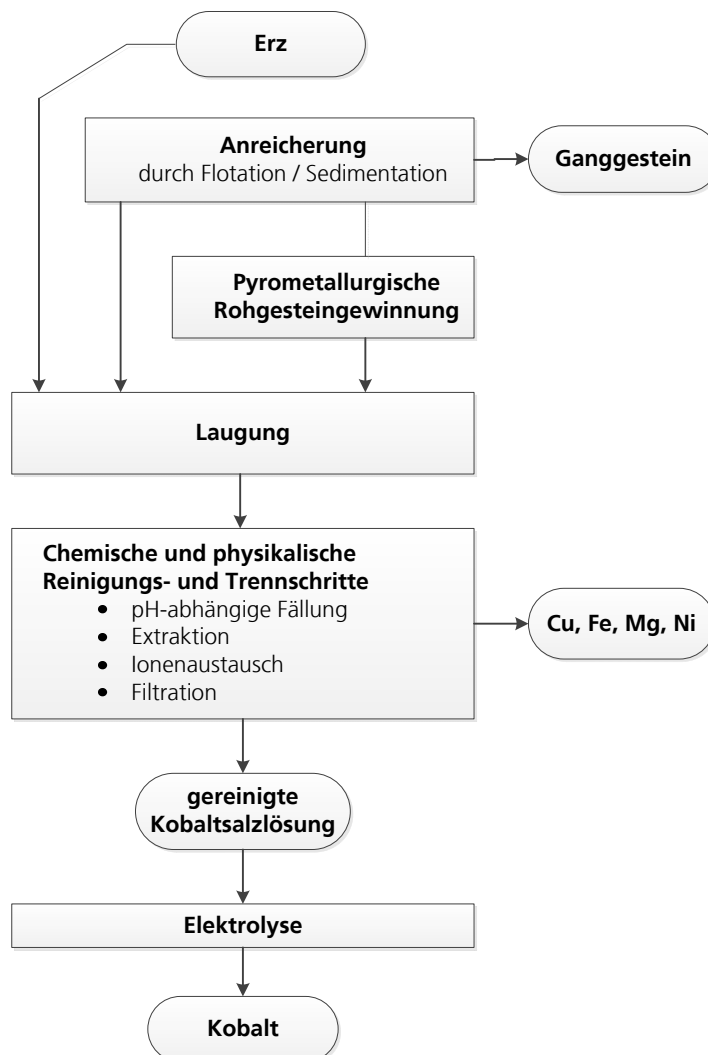 Erz
Anreicherung
durch Flotation / Sedimentation
Ganggestein
Pyrometallurgische
Rohgesteingewinnung
Laugung
Chemische und physikalische
Reinigungs- und Trennschritte
• pH-abhängige Fällung
• Extraktion
• Ionenaustausch
• Filtration
Cu, Fe, Mg, Ni
gereinigte
Kobaltsalzlösung
Elektrolyse
Kobalt